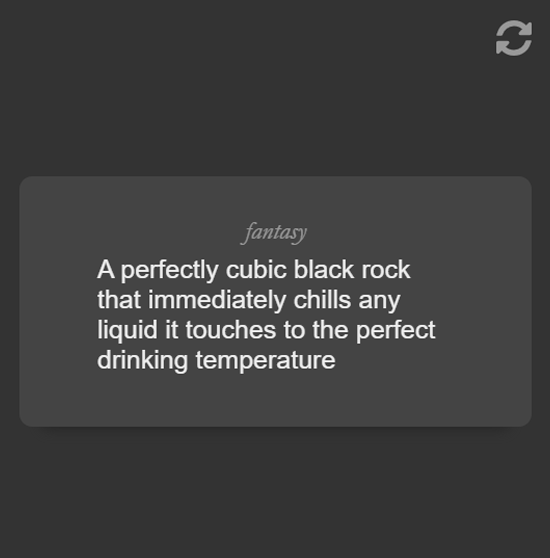 fantasy
A perfectly cubic black rock
that immediately chills any
liquid it touches to the perfect
drinking temperature